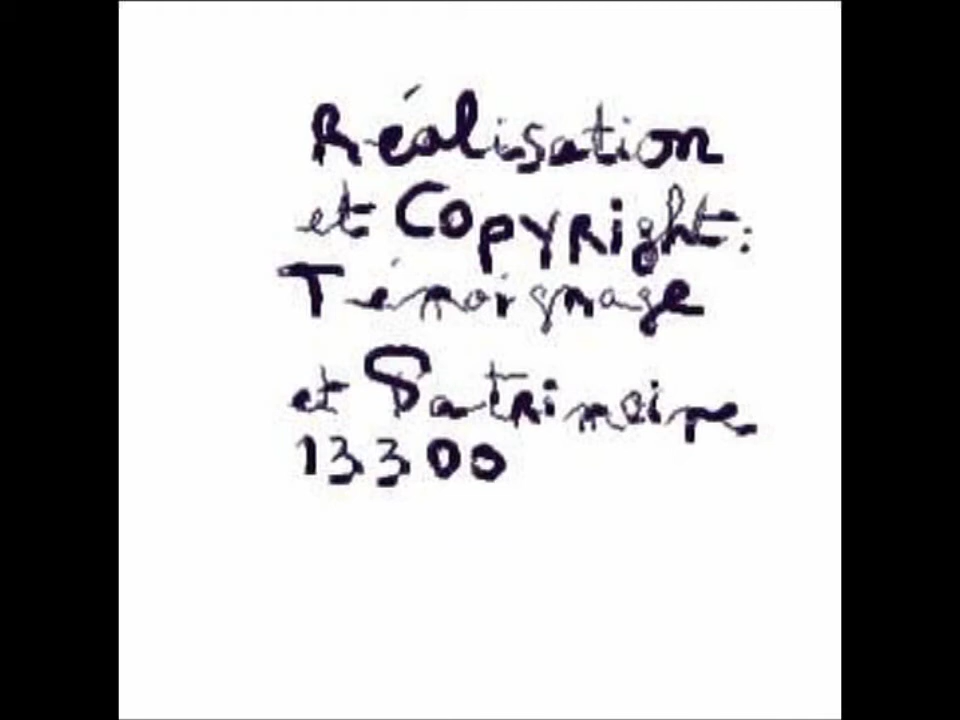 Réalisation
et Copyright:
Témoignage
et Patrimoine
13300